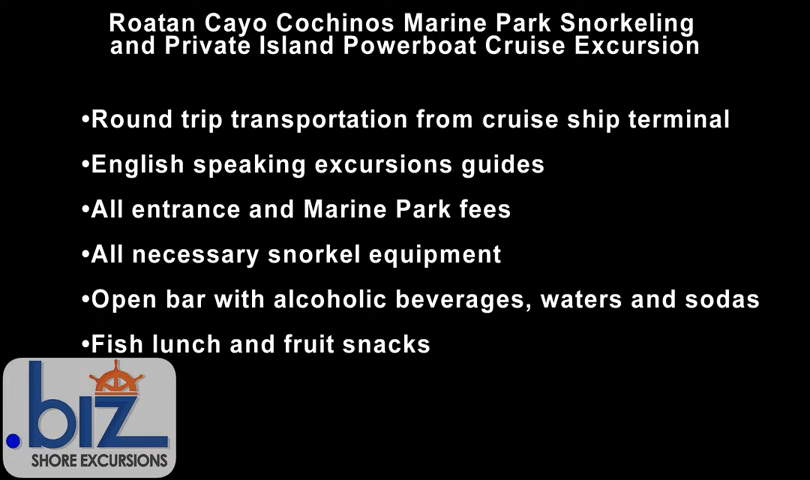 Roatan Cayo Cochinos Marine Park Snorkeling
and Private Island Powerboat Cruise Excursion
•Round trip transportation from cruise ship terminal
•English speaking excursions guides
•All entrance and Marine Park fees
•All necessary snorkel equipment
•Open bar with alcoholic beverages, waters and sodas
•Fish lunch and fruit snacks
.biz
SHORE EXCURSIONS